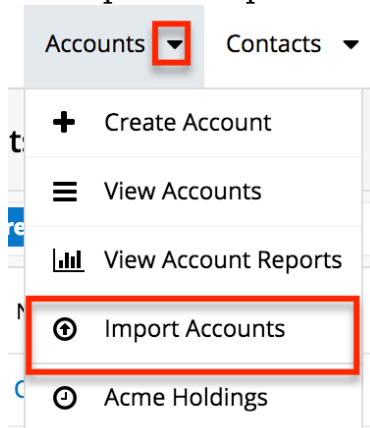 Accounts Contacts
Create Account
View Accounts
View Account Reports
Import Accounts
Acme Holdings